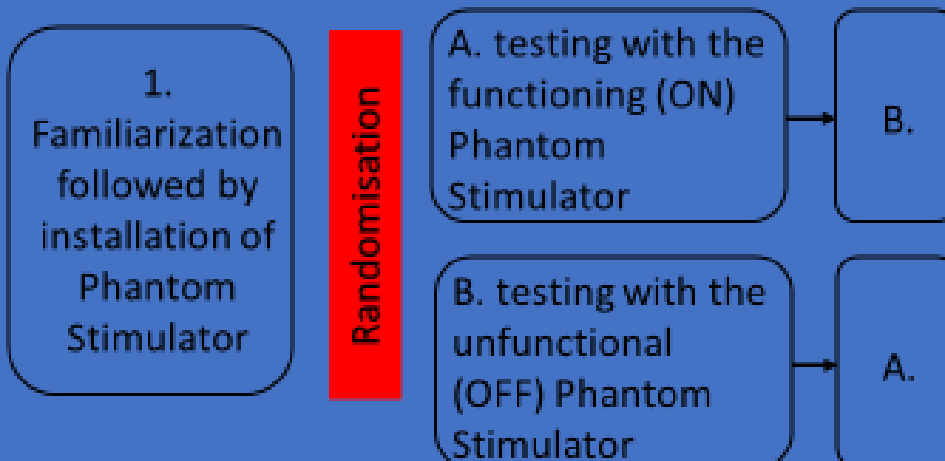 1.
Familiarization
followed by
installation of
Phantom
Stimulator
Randomisation
A. testing with the
functioning (ON)
Phantom
Stimulator
B.
B. testing with the
unfunctional
(OFF) Phantom
Stimulator
A.